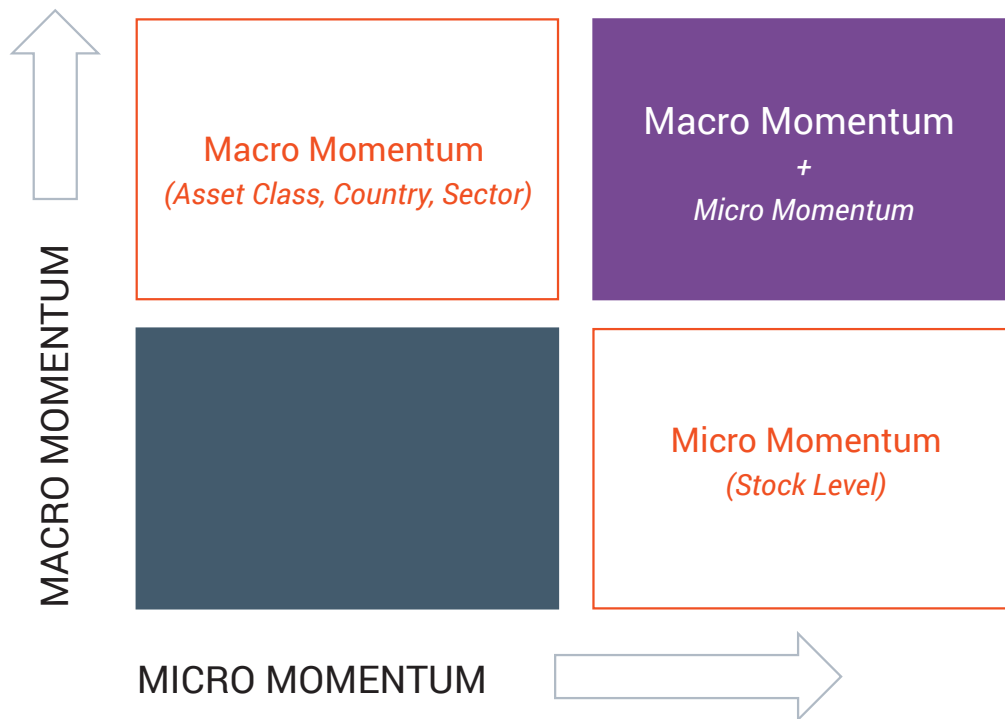 Macro Momentum
(Asset Class, Country, Sector)
Macro Momentum
+
Micro Momentum
Micro Momentum
(Stock Level)
MACRO MOMENTUM
MICRO MOMENTUM